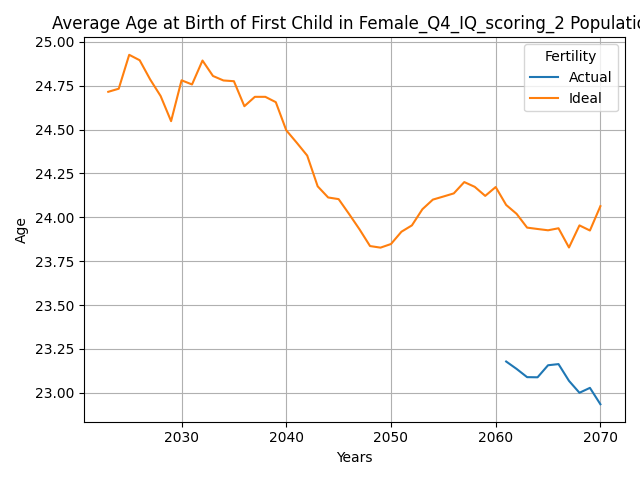 Average Age at Birth of First Child in Female_Q4_IQ_scoring_2
25.00
24.75
24.50
24.25
24.00
23.75
23.50
23.25
23.00
Age
Fertility
Actual
Ideal
2030 2040 2050 2060 2070
Years